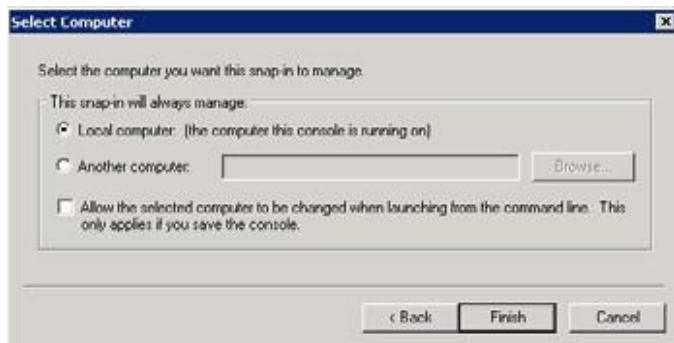 Select Computer
Select the computer you want this snap-in to manage.
This snap-in will always manage:
Local computer: (the computer this console is running on)
Another computer:
Browse...
Allow the selected computer to be changed when launching from the command line. This
only applies if you save the console.
< Back
Finish
Cancel